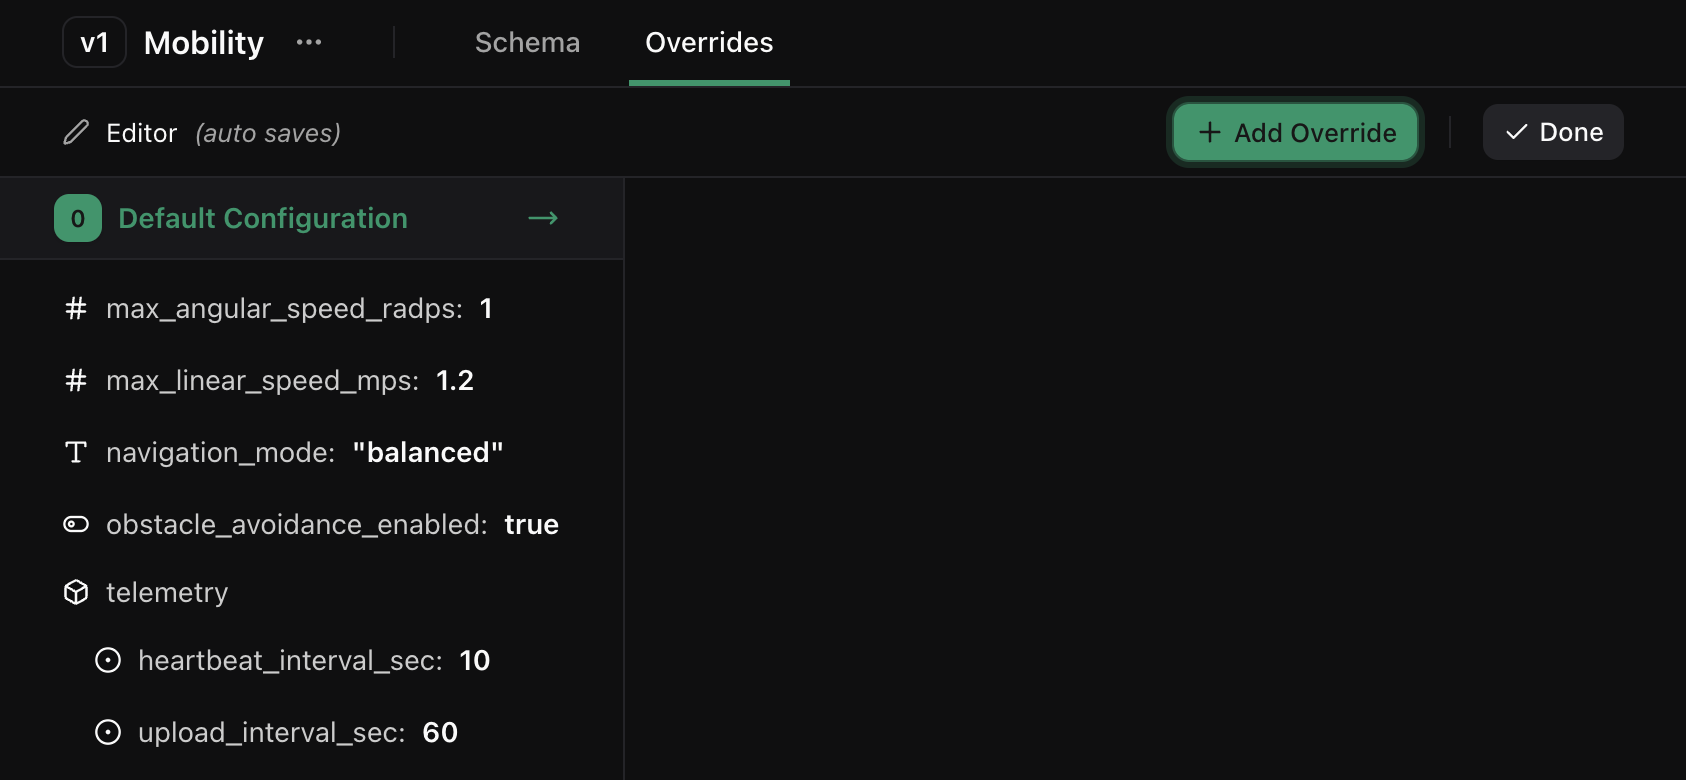 v1 Mobility ... Schema Overrides
Editor (auto saves) + Add Override Done
0 Default Configuration →
# max_angular_speed_radps: 1
# max_linear_speed_mps: 1.2
T navigation_mode: "balanced"
obstacle_avoidance_enabled: true
telemetry
heartbeat_interval_sec: 10
upload_interval_sec: 60